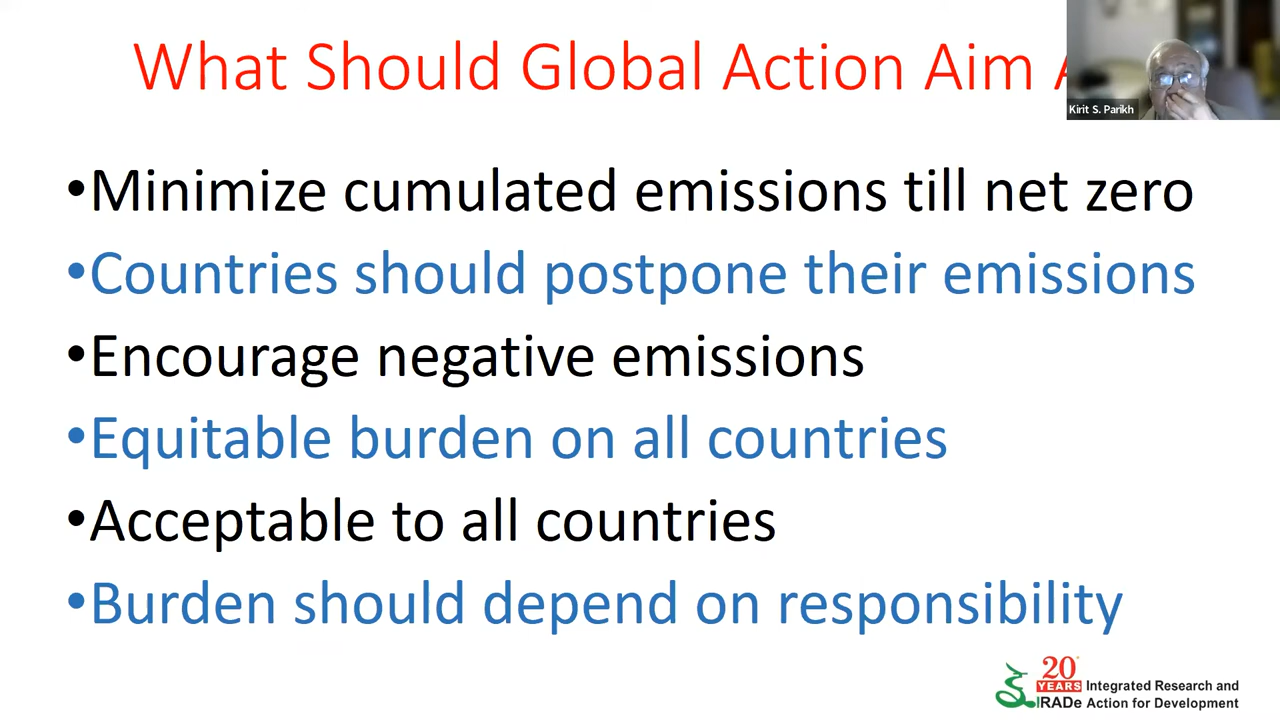 What Should Global Action Aim
Kirit S. Parikh
•Minimize cumulated emissions till net zero
•Countries should postpone their emissions
•Encourage negative emissions
•Equitable burden on all countries
•Acceptable to all countries
•Burden should depend on responsibility
20
YEARS Integrated Research and
IRADe Action for Development